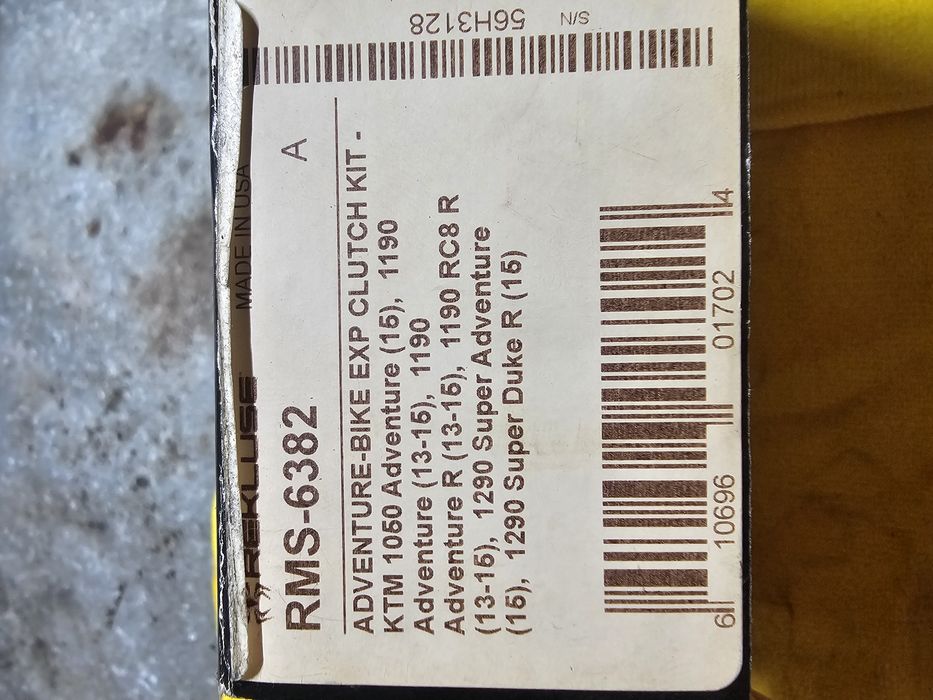 REKLUSE
MADE IN USA
RMS-6382 A
ADVENTURE-BIKE EXP CLUTCH KIT -
KTM 1050 Adventure (15), 1190
Adventure (13-15), 1190
Adventure R (13-15), 1190 RC8 R
(13-15), 1290 Super Adventure
(15), 1290 Super Duke R (15)
6 10696 01702 4
S/N 56H3128